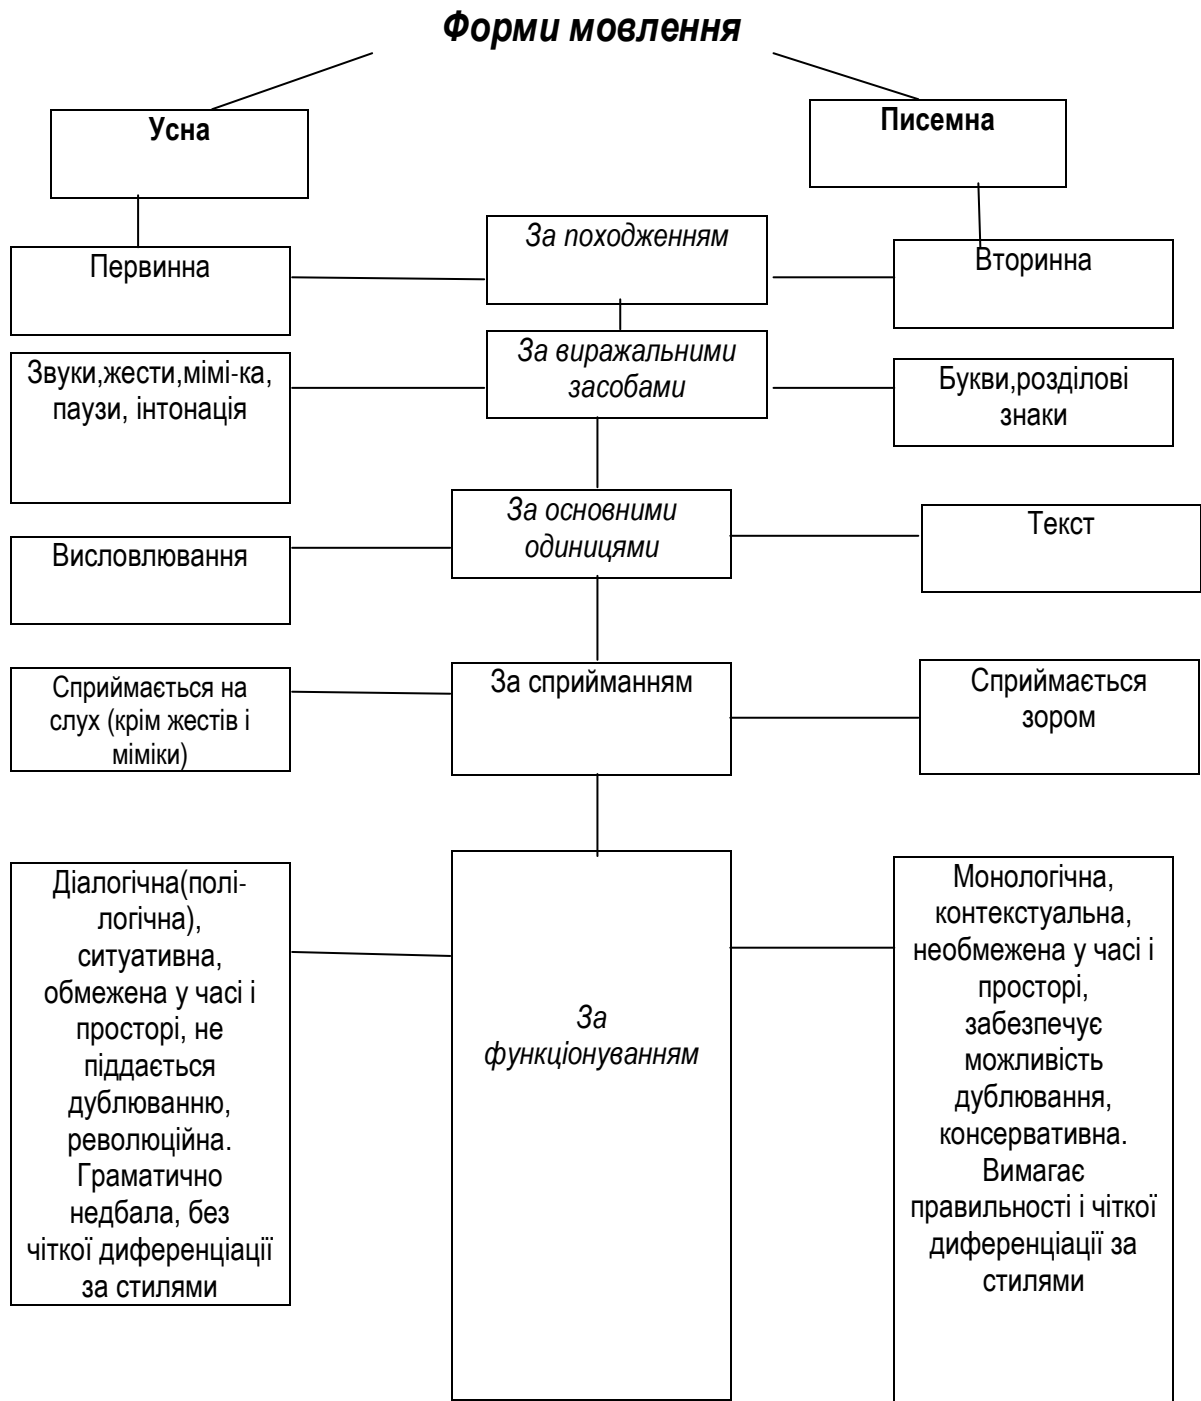 Форми мовлення
Усна
Писемна
За походженням
Первинна
Вторинна
За виражальними
засобами
Звуки,жести,мімі-ка,
паузи, інтонація
Букви,розділові
знаки
За основними
одиницями
Висловлювання
Текст
За сприйманням
Сприймається на
слух (крім жестів і
міміки)
Сприймається
зором
Діалогічна(полі-
логічна),
ситуативна,
обмежена у часі і
просторі, не
піддається
дублюванню,
революційна.
Граматично
недбала, без
чіткої диференціації
за стилями
За
функціонуванням
Монологічна,
контекстуальна,
необмежена у часі і
просторі,
забезпечує
можливість
дублювання,
консервативна.
Вимагає
правильності і чіткої
диференціації за
стилями